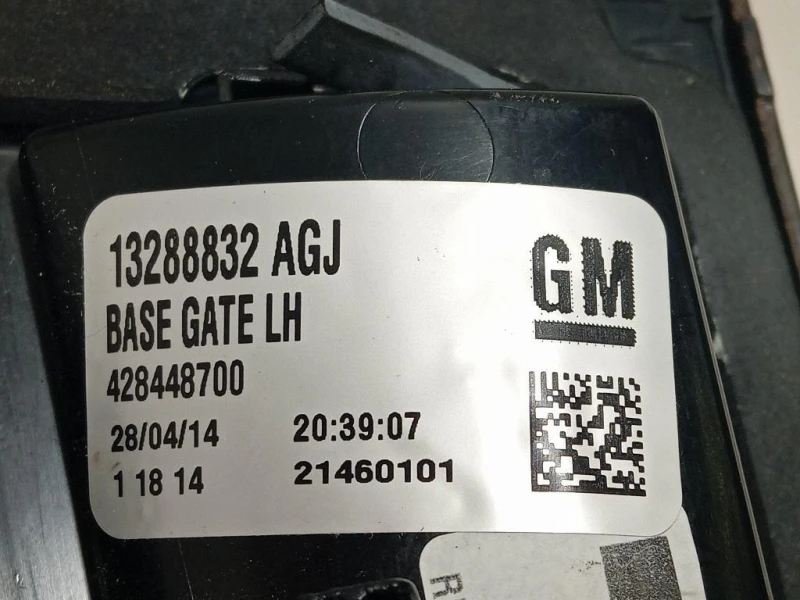 13288832 AGJ
GM
BASE GATE LH
428448700
28/04/14 20:39:07
1 18 14 21460101